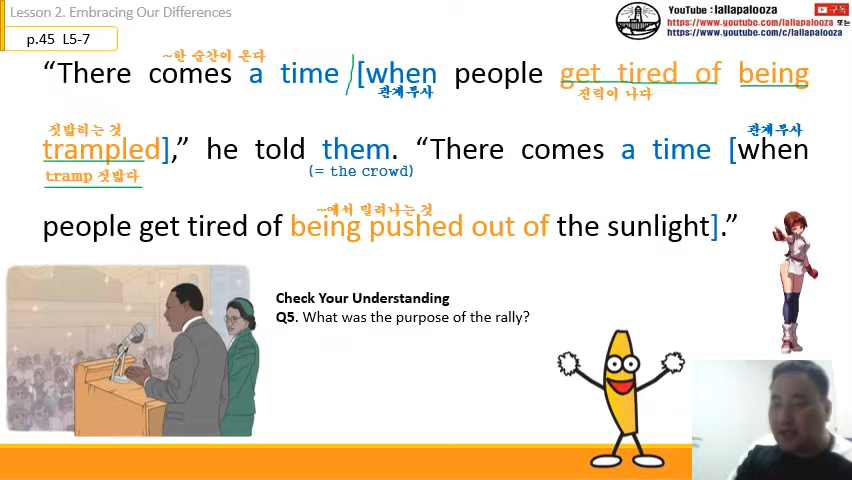 Lesson 2. Embracing Our Differences
YouTube : lallapalooza
구독
https://www.youtube.com/lallapalooza 또는
https://www.youtube.com/c/lallapalooza
p.45 L5-7
~한 순간이 온다
“There comes a time [when people get tired of being
관계부사
진력이 나다
짓밟히는 것
관계부사
trampled],” he told them. “There comes a time [when
tramp 짓밟다
(= the crowd)
~에서 밀려나는 것
people get tired of being pushed out of the sunlight].”
Check Your Understanding
Q5. What was the purpose of the rally?